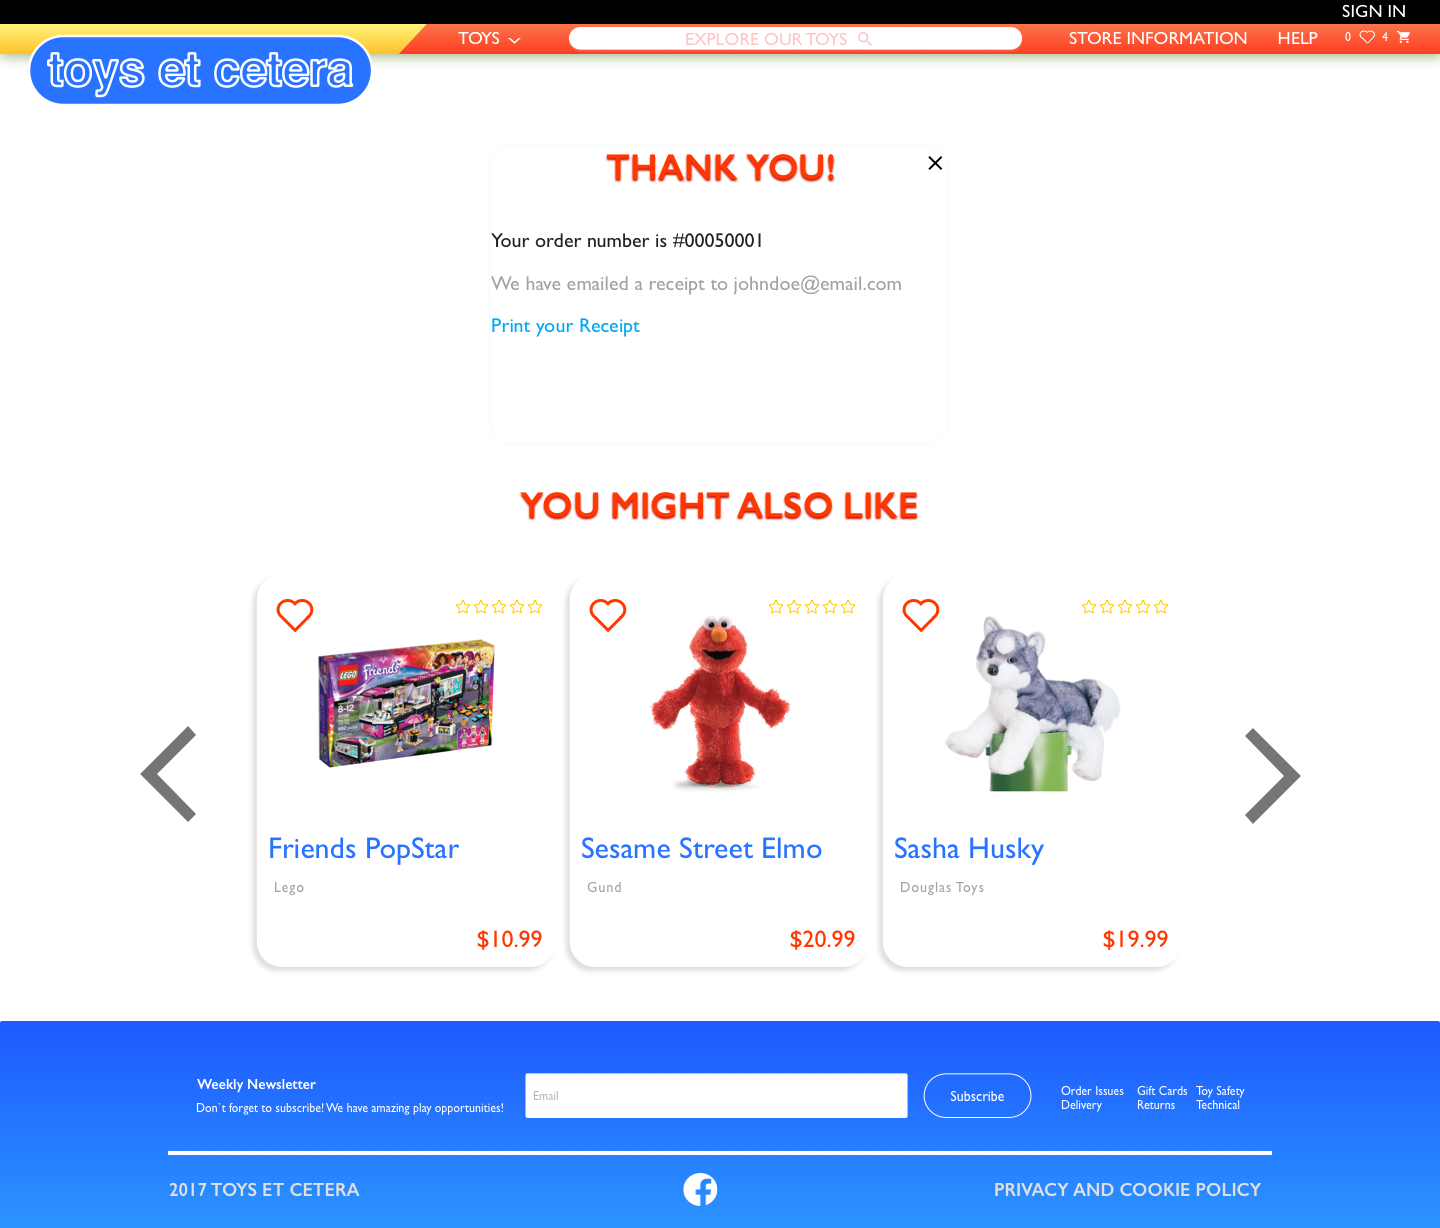 SIGN IN
TOYS
EXPLORE OUR TOYS
STORE INFORMATION
HELP
0
4
toys et cetera
THANK YOU!
Your order number is #00050001
We have emailed a receipt to johndoe@email.com
Print your Receipt
YOU MIGHT ALSO LIKE
LEGO
Friends
8-12
Friends PopStar
Lego
$10.99
Sesame Street Elmo
Gund
$20.99
Sasha Husky
Douglas Toys
$19.99
Weekly Newsletter
Don`t forget to subscribe! We have amazing play opportunities!
Email
Subscribe
Order Issues
Delivery
Gift Cards
Returns
Toy Safety
Technical
2017 TOYS ET CETERA
PRIVACY AND COOKIE POLICY